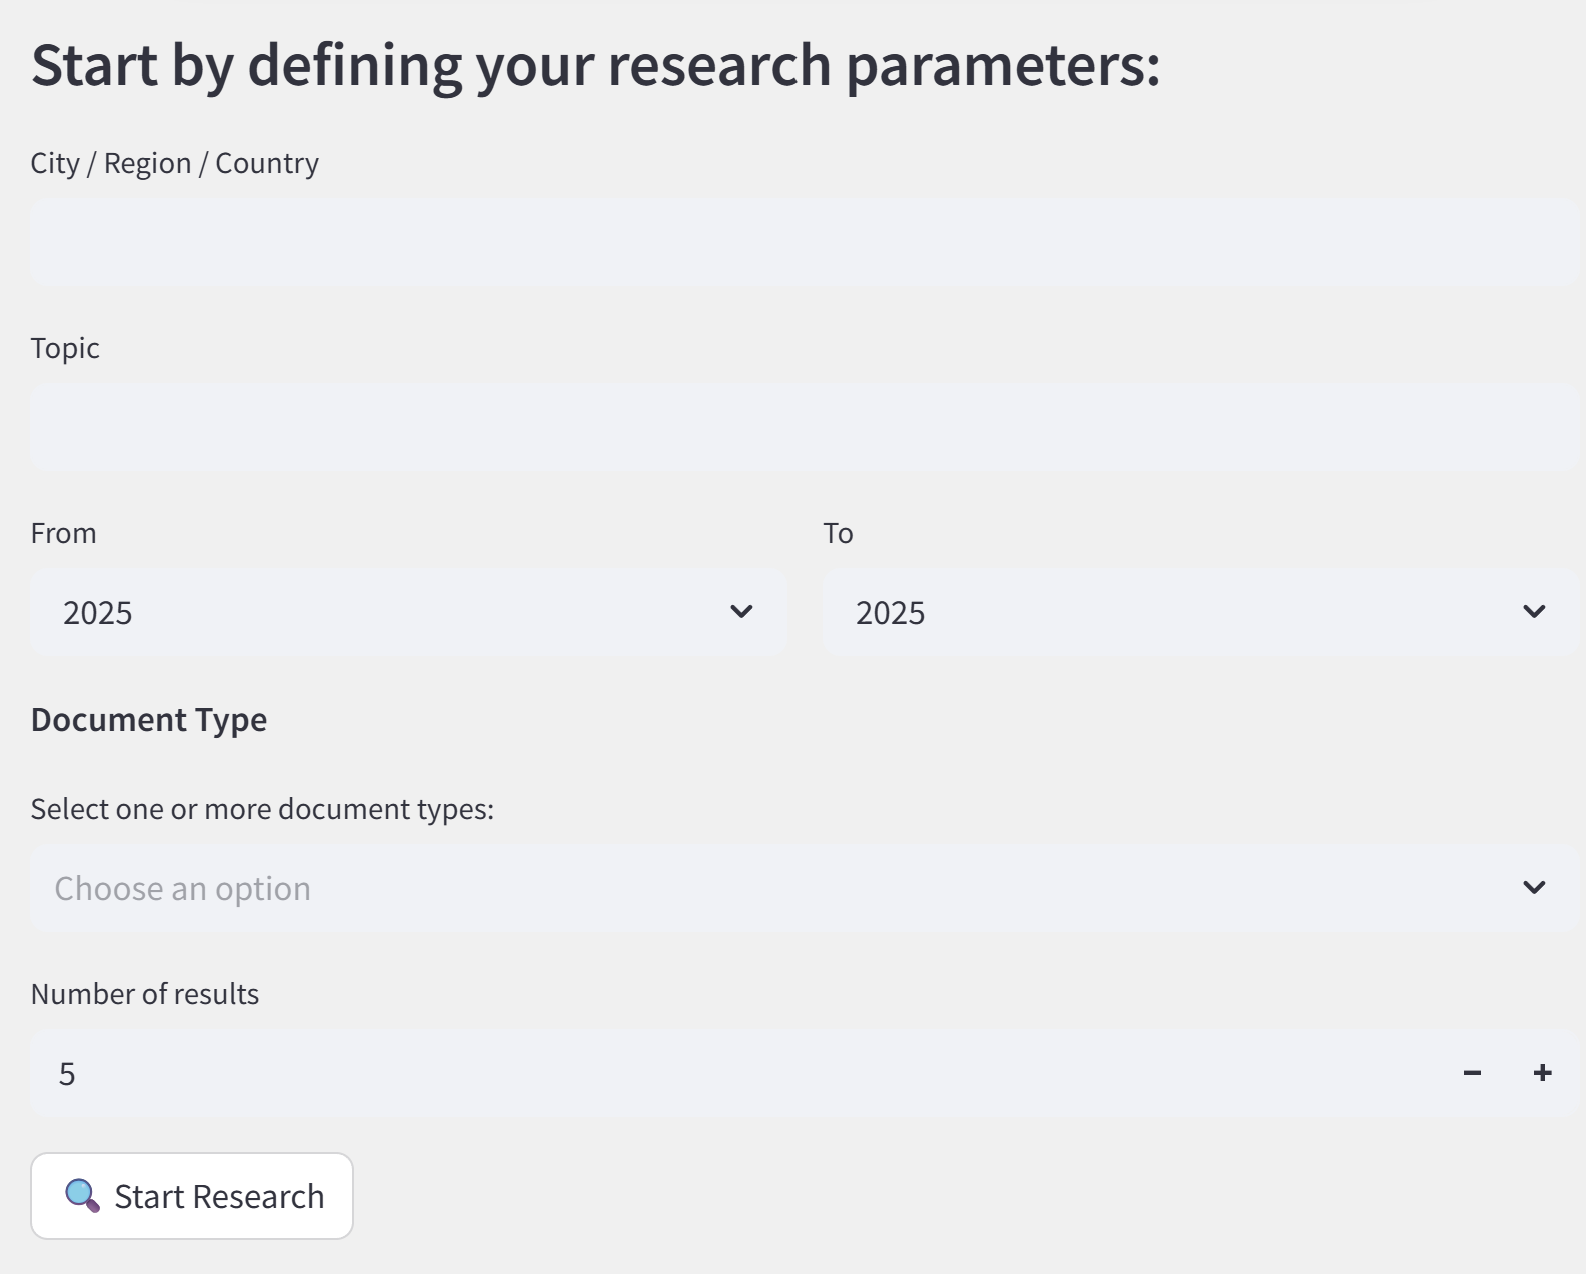 Start by defining your research parameters:
City / Region / Country
Topic
From
To
2025
2025
Document Type
Select one or more document types:
Choose an option
Number of results
5
− +
🔍 Start Research